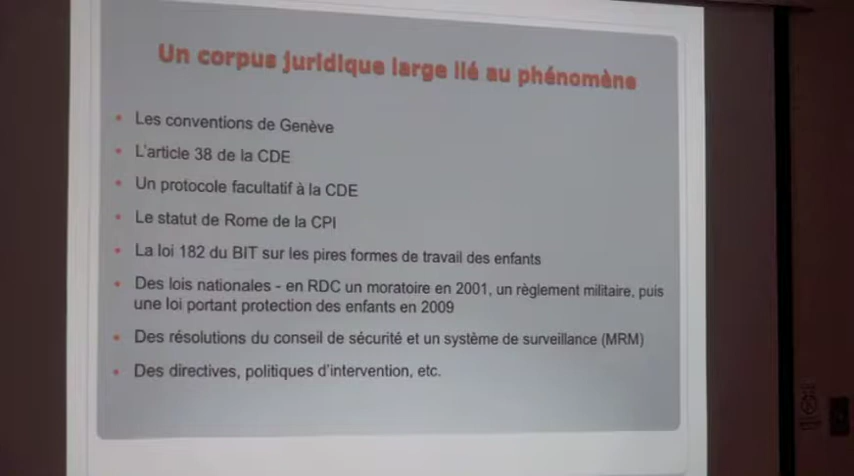 Un corpus juridique large lié au phénomène
• Les conventions de Genève
• L'article 38 de la CDE
• Un protocole facultatif à la CDE
• Le statut de Rome de la CPI
• La loi 182 du BIT sur les pires formes de travail des enfants
• Des lois nationales - en RDC un moratoire en 2001, un règlement militaire, puis
une loi portant protection des enfants en 2009
• Des résolutions du conseil de sécurité et un système de surveillance (MRM)
• Des directives, politiques d'intervention, etc.